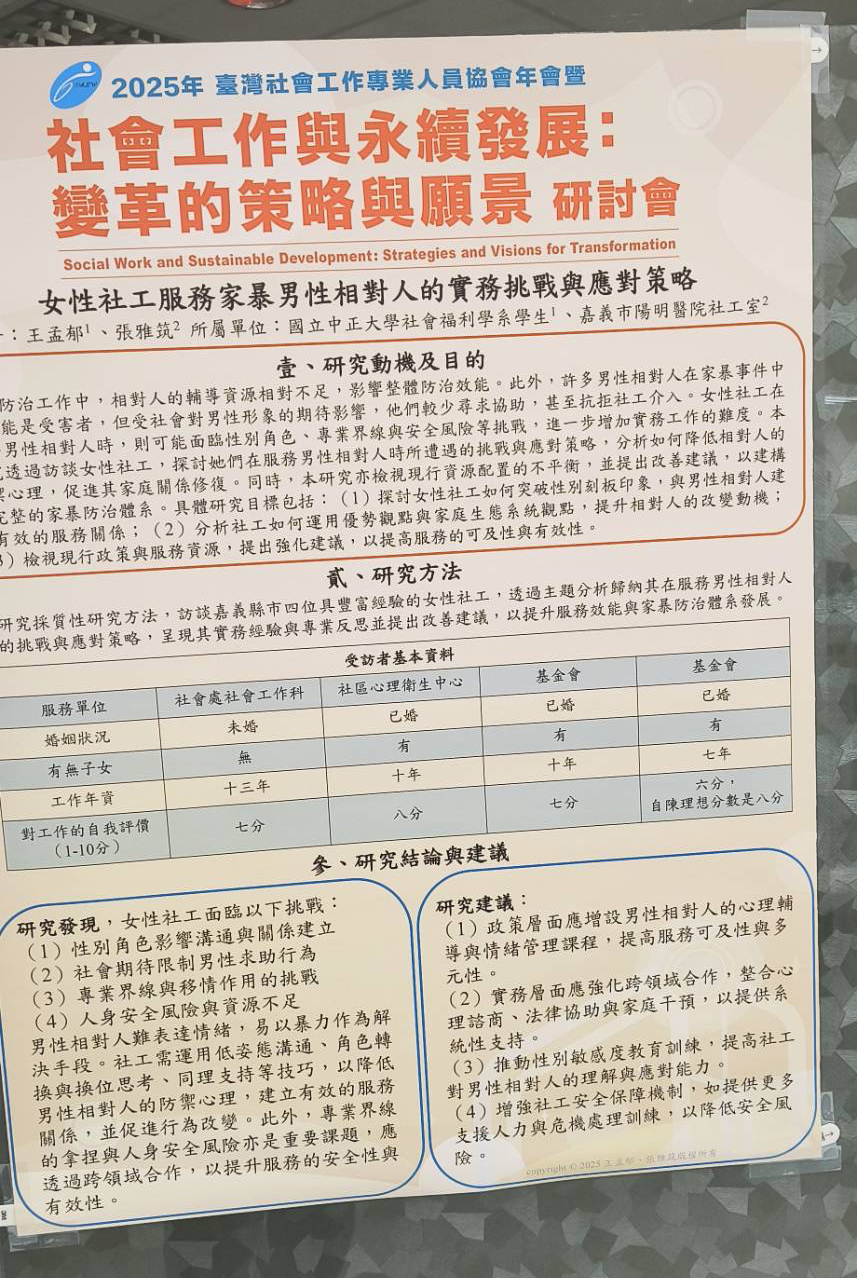 2025年 臺灣社會工作專業人員協會年會暨
社會工作與永續發展：
變革的策略與願景 研討會
Social Work and Sustainable Development: Strategies and Visions for Transformation
女性社工服務家暴男性相對人的實務挑戰與應對策略
：王孟郁¹、張雅筑² 所屬單位：國立中正大學社會福利學系學生¹、嘉義市陽明醫院社工室²
壹、研究動機及目的
防治工作中，相對人的輔導資源相對不足，影響整體防治效能。此外，許多男性相對人在家暴事件中
能是受害者，但受社會對男性形象的期待影響，他們較少尋求協助，甚至抗拒社工介入。女性社工在
男性相對人時，則可能面臨性別角色、專業界線與安全風險等挑戰，進一步增加實務工作的難度。本
透過訪談女性社工，探討她們在服務男性相對人時所遭遇的挑戰與應對策略，分析如何降低相對人的
心理，促進其家庭關係修復。同時，本研究亦檢視現行資源配置的不平衡，並提出改善建議，以建構
完整的家暴防治體系。具體研究目標包括：（1）探討女性社工如何突破性別刻板印象，與男性相對人建
有效的服務關係；（2）分析社工如何運用優勢觀點與家庭生態系統觀點，提升相對人的改變動機；
3）檢視現行政策與服務資源，提出強化建議，以提高服務的可及性與有效性。
貳、研究方法
研究採質性研究方法，訪談嘉義縣市四位具豐富經驗的女性社工，透過主題分析歸納其在服務男性相對人
的挑戰與應對策略，呈現其實務經驗與專業反思並提出改善建議，以提升服務效能與家暴防治體系發展。
受訪者基本資料
服務單位 社會處社會工作科 社區心理衛生中心 基金會 基金會
婚姻狀況 未婚 已婚 已婚 已婚
有無子女 無 有 有 有
工作年資 十三年 十年 十年 七年
對工作的自我評價 七分 八分 七分 六分，
（1-10分） 自陳理想分數是八分
參、研究結論與建議
研究發現，女性社工面臨以下挑戰：
（1）性別角色影響溝通與關係建立
（2）社會期待限制男性求助行為
（3）專業界線與移情作用的挑戰
（4）人身安全風險與資源不足
男性相對人難表達情緒，易以暴力作為解
決手段。社工需運用低姿態溝通、角色轉
換與換位思考、同理支持等技巧，以降低
男性相對人的防禦心理，建立有效的服務
關係，並促進行為改變。此外，專業界線
的拿捏與人身安全風險亦是重要課題，應
透過跨領域合作，以提升服務的安全性與
有效性。
研究建議：
（1）政策層面應增設男性相對人的心理輔
導與情緒管理課程，提高服務可及性與多
元性。
（2）實務層面應強化跨領域合作，整合心
理諮商、法律協助與家庭干預，以提供系
統性支持。
（3）推動性別敏感度教育訓練，提高社工
對男性相對人的理解與應對能力。
（4）增強社工安全保障機制，如提供更多
支援人力與危機處理訓練，以降低安全風
險。
copyright © 2025 王孟郁、張雅筑版權所有